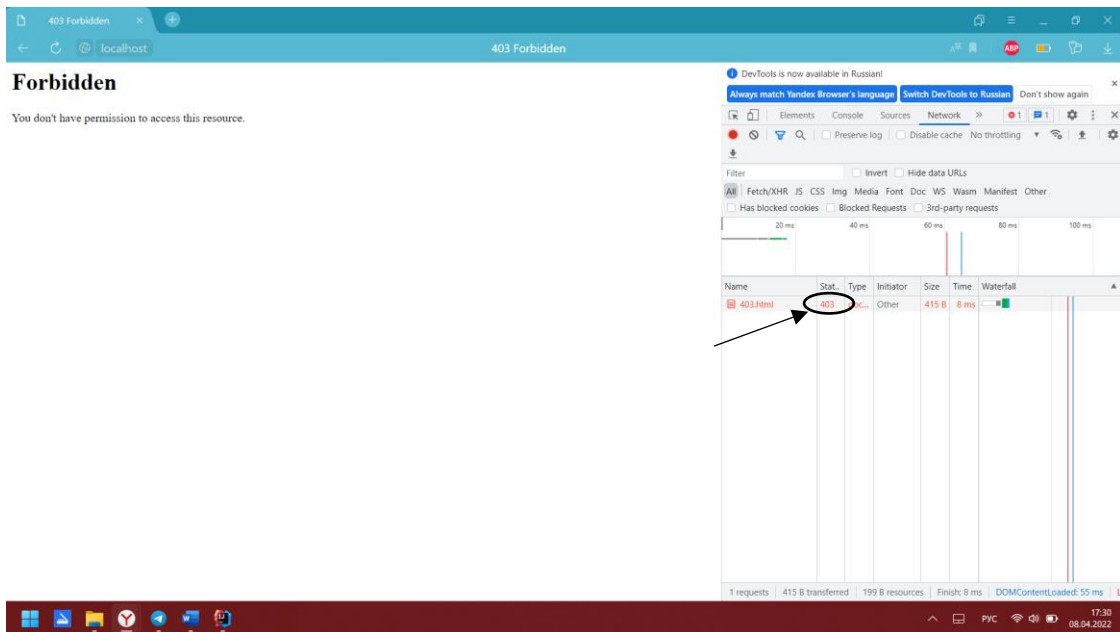 403 Forbidden
localhost
403 Forbidden
ABP
Forbidden
You don't have permission to access this resource.
DevTools is now available in Russian!
Always match Yandex Browser's language Switch DevTools to Russian Don't show again
Elements Console Sources Network 1 1
Preserve log Disable cache No throttling
Filter Invert Hide data URLs
All Fetch/XHR JS CSS Img Media Font Doc WS Wasm Manifest Other
Has blocked cookies Blocked Requests 3rd-party requests
20 ms 40 ms 60 ms 80 ms 100 ms
Name Stat.. Type Initiator Size Time Waterfall
403.html 403 Other 415 B 8 ms
1 requests 415 B transferred 199 B resources Finish: 8 ms DOMContentLoaded: 55 ms
РУС 17:30
08.04.2022